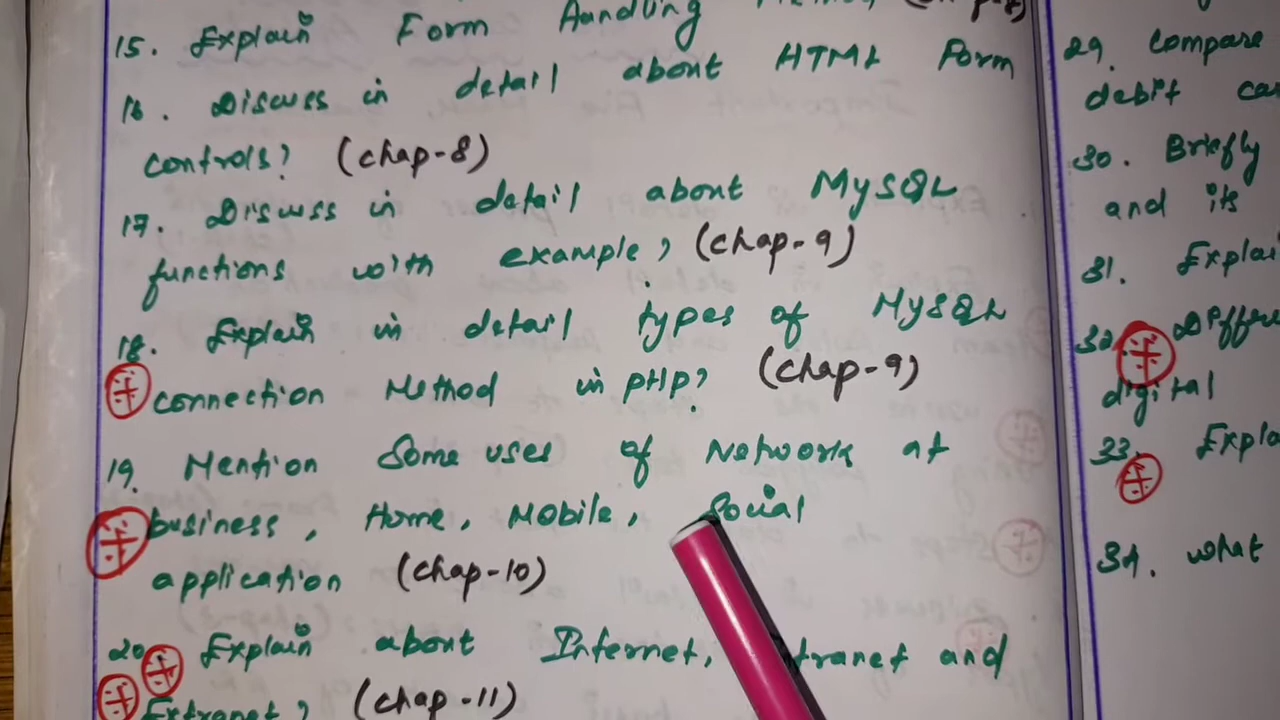 15. Explain Form Handling
16. Discuss in detail about HTML Form
controls? (chap-8)
17. Discuss in detail about MySQL
functions with example? (chap-9)
18. Explain in detail types of MySQL
connection Method in PHP? (chap-9)
19. Mention Some uses of Network at
business, Home, Mobile, Social
application (chap-10)
20. Explain about Internet, and
Extranet? (chap-11)
29. Compare
debit
30. Briefly
and its
31.
32.
digital
33.
34. what